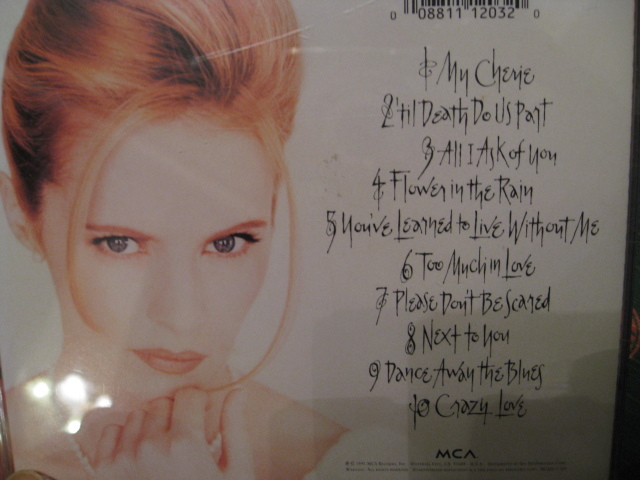 0 08811 12032 0
1 My Cherie
2 'til Death Do Us Part
3 All I Ask of You
4 Flower in the Rain
5 You've Learned to Live Without Me
6 Too Much in Love
7 Please Don't Be Scared
8 Next to You
9 Dance Away the Blues
10 Crazy Love
MCA